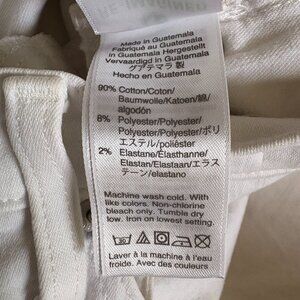 Made in Guatemala
Fabriqué au Guatemala
in Guatemala Hergestellt
Vervaardigd in Guatemala
グアテマラ 製
Hecho en Guatemala
90% Cotton/Coton/
Baumwolle/Katoen/綿/
algodón
8% Polyester/Polyester/
Polyester/Polyester/ポリ
エステル/poliéster
2% Elastane/Élasthanne/
Elastan/Elastaan/エラス
テーン/elastano
Machine wash cold. With
like colors. Non-chlorine
bleach only. Tumble dry
low. Iron on lowest setting.
Laver à la machine à l'eau
froide. Avec des couleurs